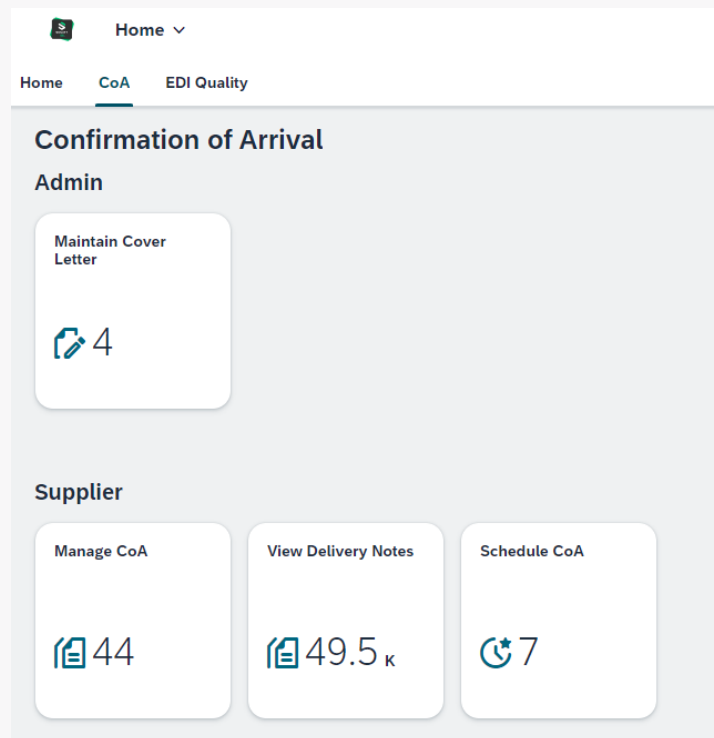 Home
Home CoA EDI Quality
Confirmation of Arrival
Admin
Maintain Cover
Letter
4
Supplier
Manage CoA View Delivery Notes Schedule CoA
44 49.5 K 7